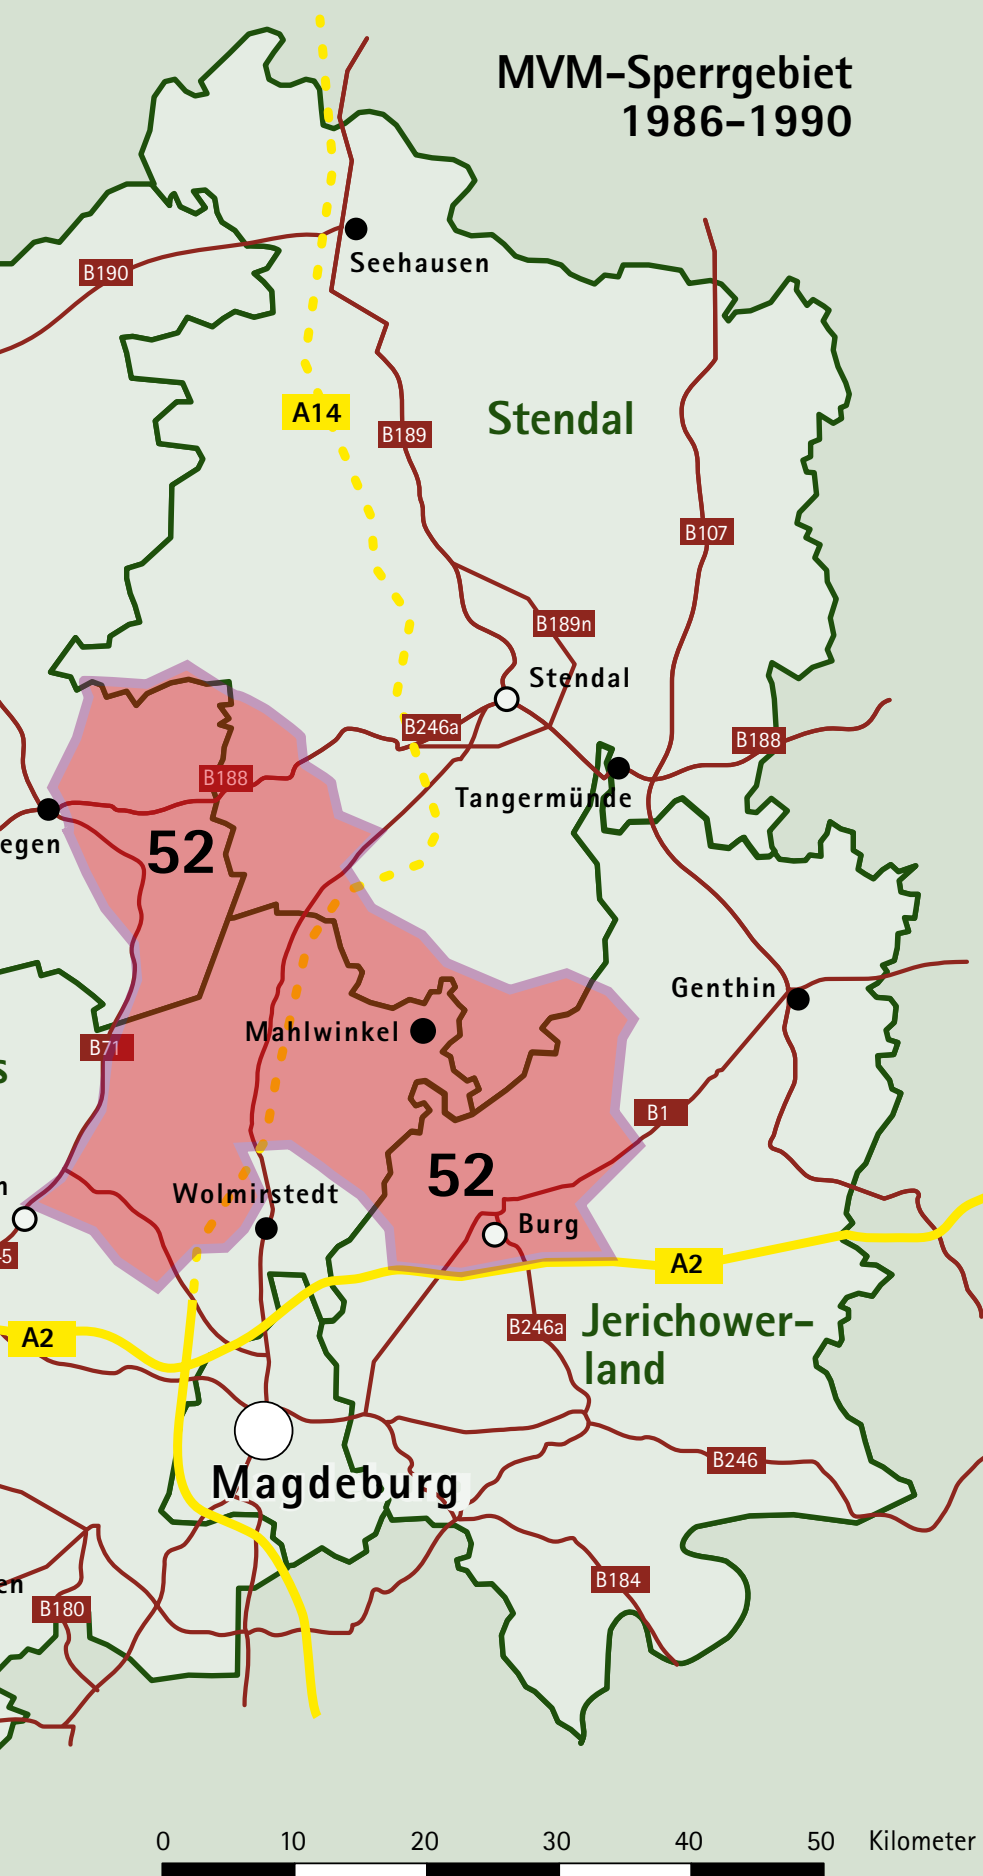 MVM-Sperrgebiet
1986-1990
Seehausen
B190
A14
B189
Stendal
B107
B189n
Stendal
B246a
B188
B188
Tangermünde
egen
52
Genthin
Mahlwinkel
B71
s
B1
52
Wolmirstedt
Burg
5
A2
B246a
Jerichower-
land
A2
B246
Magdeburg
B184
en
B180
0 10 20 30 40 50 Kilometer